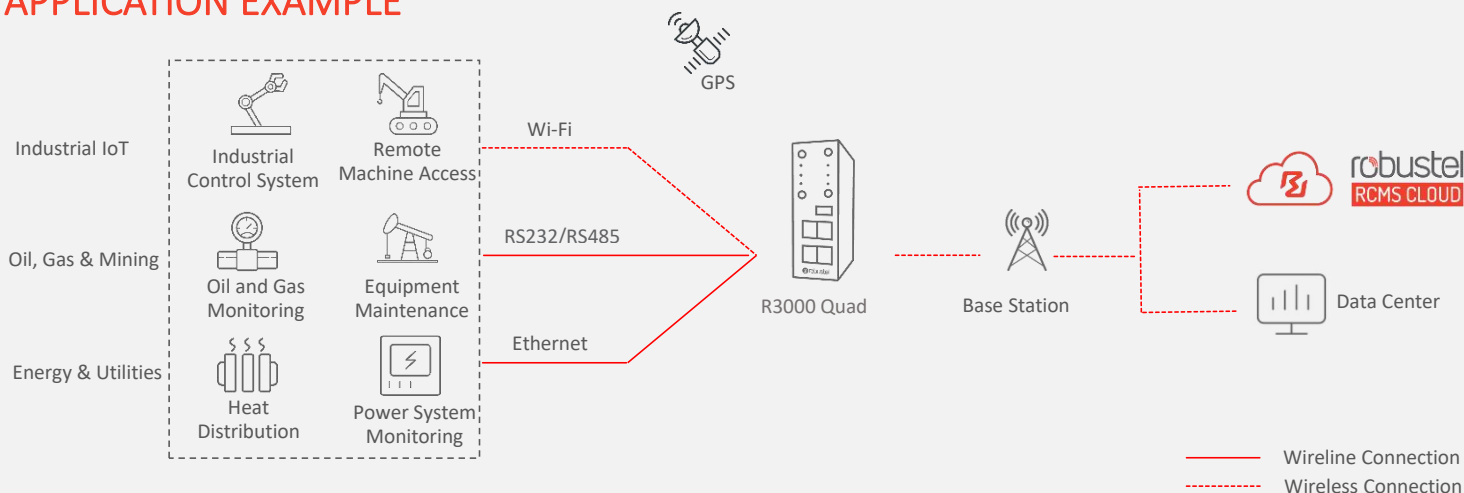 APPLICATION EXAMPLE
GPS
Industrial IoT
Industrial
Control System
Remote
Machine Access
Wi-Fi
robustel
RCMS CLOUD
Oil, Gas & Mining
Oil and Gas
Monitoring
Equipment
Maintenance
RS232/RS485
robustel
R3000 Quad
Base Station
Data Center
Energy & Utilities
Heat
Distribution
Power System
Monitoring
Ethernet
Wireline Connection
Wireless Connection